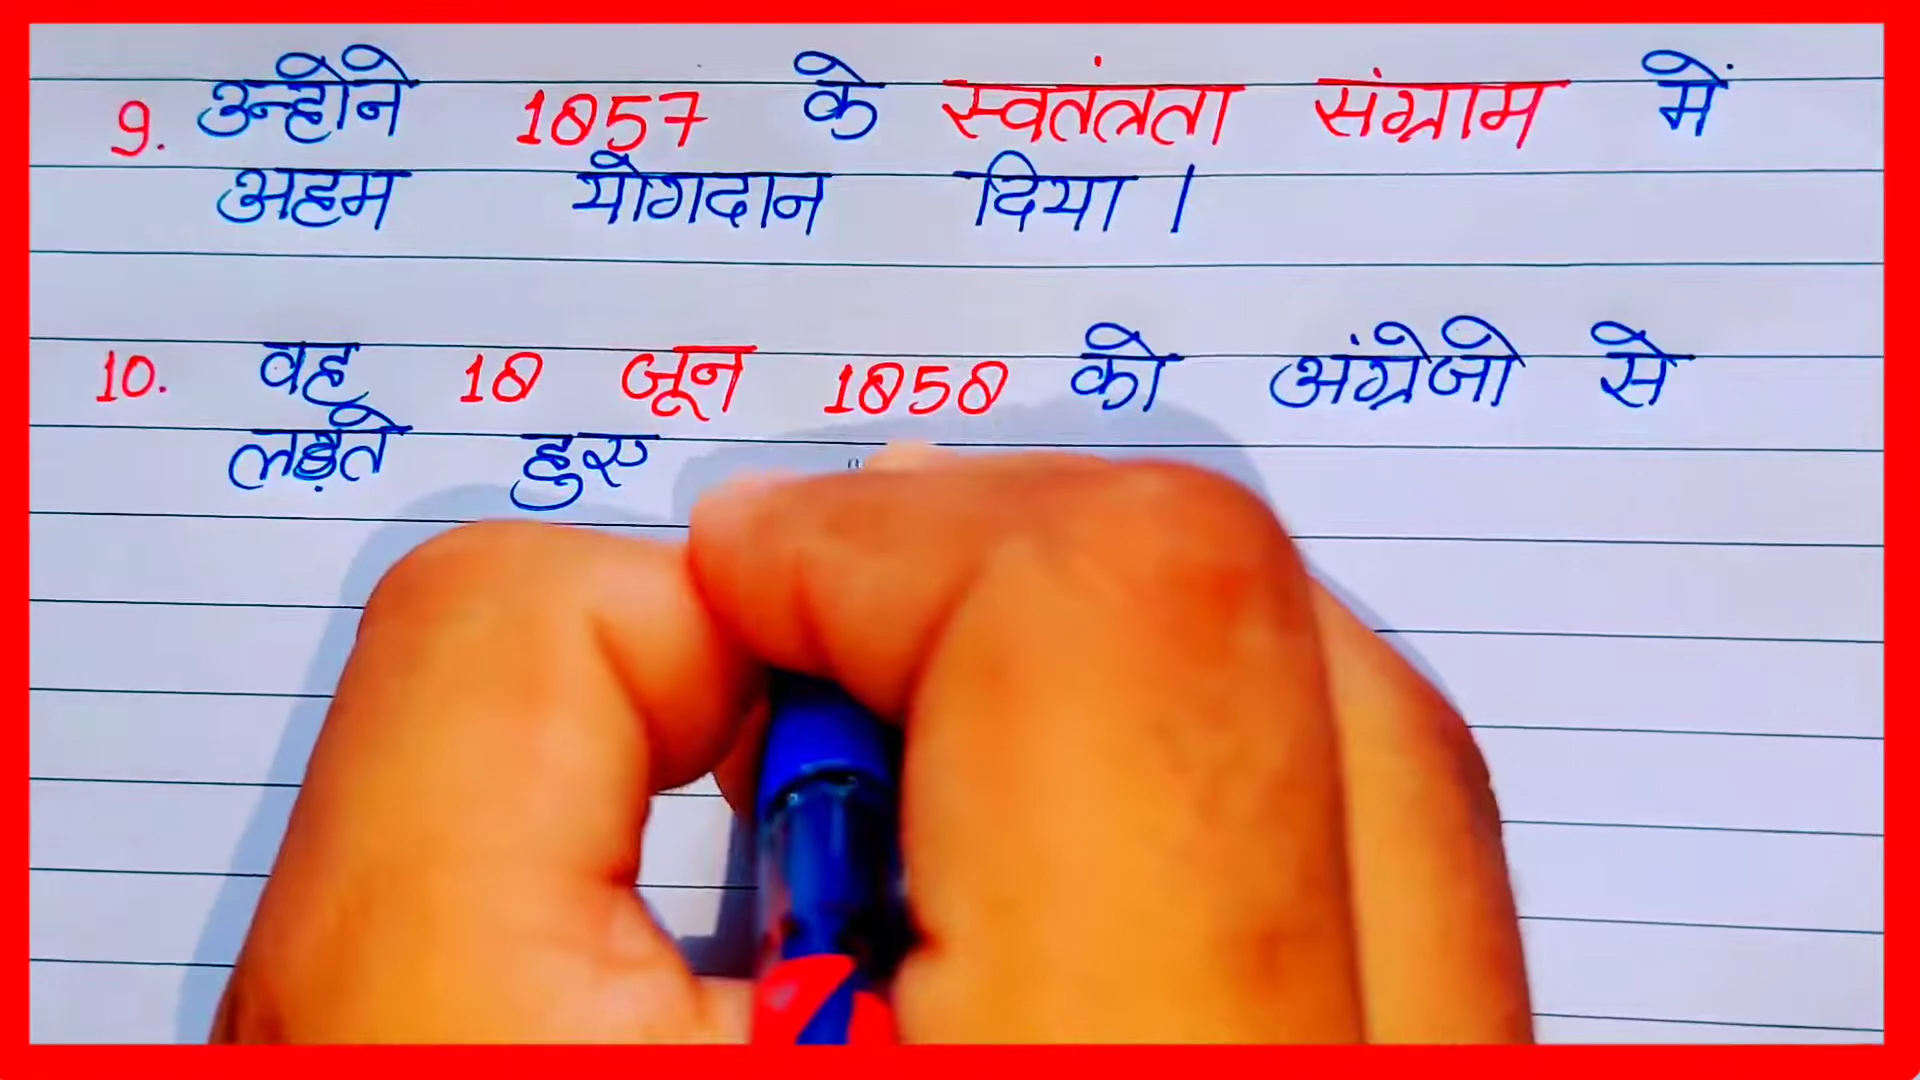 9. उन्होंने 1857 के स्वतंत्रता संग्राम में
अहम योगदान दिया।
10. वह 18 जून 1858 को अंग्रेजो से
लड़ते हुए